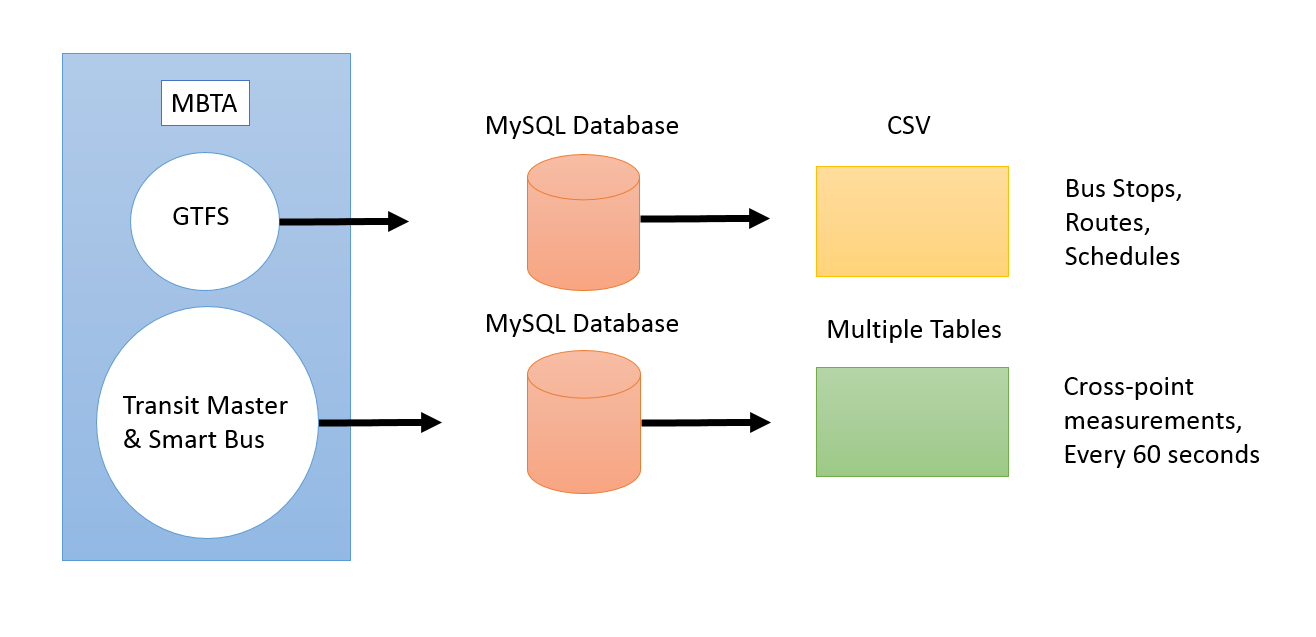 MBTA
GTFS
MySQL Database
CSV
Bus Stops,
Routes,
Schedules
Transit Master
& Smart Bus
MySQL Database
Multiple Tables
Cross-point
measurements,
Every 60 seconds